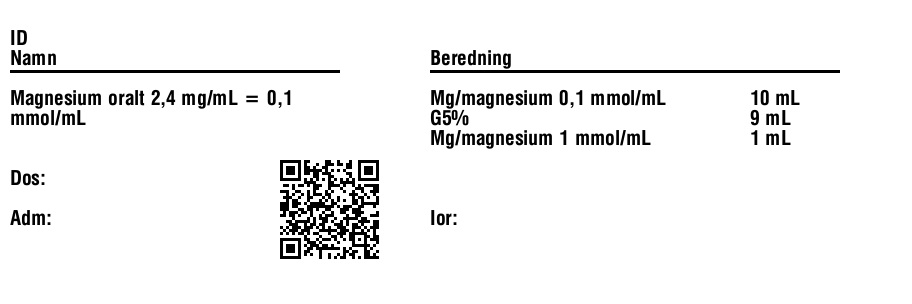 ID
Namn
Beredning
Magnesium oralt 2,4 mg/mL = 0,1
mmol/mL
Mg/magnesium 0,1 mmol/mL 10 mL
G5% 9 mL
Mg/magnesium 1 mmol/mL 1 mL
Dos:
Adm:
Ior: